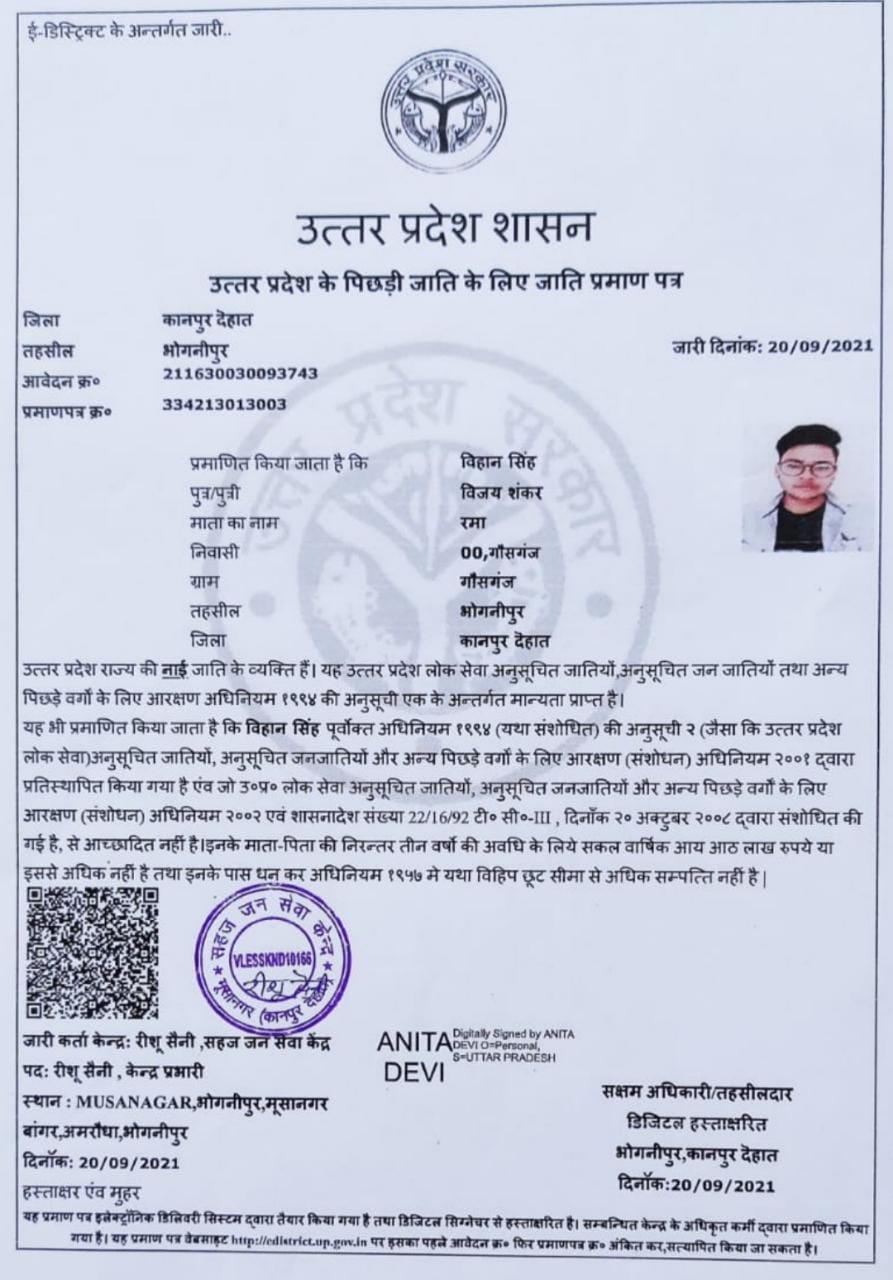 ई-डिस्ट्रिक्ट के अन्तर्गत जारी..
उत्तर प्रदेश सरकार
उत्तर प्रदेश शासन
उत्तर प्रदेश के पिछड़ी जाति के लिए जाति प्रमाण पत्र
जिला कानपुर देहात
तहसील भोगनीपुर जारी दिनांक: 20/09/2021
आवेदन क्र० 211630030093743
प्रमाणपत्र क्र० 334213013003
प्रमाणित किया जाता है कि विहान सिंह
पुत्र/पुत्री विजय शंकर
माता का नाम रमा
निवासी 00,गौसगंज
ग्राम गौसगंज
तहसील भोगनीपुर
जिला कानपुर देहात
उत्तर प्रदेश सरकार
उत्तर प्रदेश राज्य की नाई जाति के व्यक्ति हैं। यह उत्तर प्रदेश लोक सेवा अनुसूचित जातियों,अनुसूचित जन जातियों तथा अन्य
पिछड़े वर्गो के लिए आरक्षण अधिनियम १९९४ की अनुसूची एक के अन्तर्गत मान्यता प्राप्त है।
यह भी प्रमाणित किया जाता है कि विहान सिंह पूर्वोक्त अधिनियम १९९४ (यथा संशोधित) की अनुसूची २ (जैसा कि उत्तर प्रदेश
लोक सेवा)अनुसूचित जातियों, अनुसूचित जनजातियों और अन्य पिछड़े वर्गो के लिए आरक्षण (संशोधन) अधिनियम २००१ द्वारा
प्रतिस्थापित किया गया है एंव जो उ०प्र० लोक सेवा अनुसूचित जातियों, अनुसूचित जनजातियों और अन्य पिछड़े वर्गो के लिए
आरक्षण (संशोधन) अधिनियम २००२ एवं शासनादेश संख्या 22/16/92 टी० सी०-III , दिनाँक २० अक्टुबर २००८ द्वारा संशोधित की
गई है, से आच्छादित नहीं है।इनके माता-पिता की निरन्तर तीन वर्षो की अवधि के लिये सकल वार्षिक आय आठ लाख रुपये या
इससे अधिक नहीं है तथा इनके पास धन कर अधिनियम १९५७ मे यथा विहिप छूट सीमा से अधिक सम्पत्ति नहीं है |
सहज जन सेवा केन्द्र
VLESSKND10166
मूसानगर (कानपुर देहात)
जारी कर्ता केन्द्र: रीशू सैनी ,सहज जन सेवा केंद्र
पद: रीशू सैनी , केन्द्र प्रभारी
स्थान : MUSANAGAR,भोगनीपुर,मूसानगर
बांगर,अमरौधा,भोगनीपुर
दिनाँक: 20/09/2021
हस्ताक्षर एंव मुहर
ANITA
DEVI
Digitally Signed by ANITA
DEVI O=Personal,
S=UTTAR PRADESH
सक्षम अधिकारी/तहसीलदार
डिजिटल हस्ताक्षरित
भोगनीपुर,कानपुर देहात
दिनाँक:20/09/2021
यह प्रमाण पत्र इलेक्ट्रॉनिक डिलिवरी सिस्टम द्वारा तैयार किया गया है तथा डिजिटल सिग्नेचर से हस्ताक्षरित है। सम्बन्धित केन्द्र के अधिकृत कर्मी द्वारा प्रमाणित किया
गया है। यह प्रमाण पत्र वेबसाइट http://edistrict.up.gov.in पर इसका पहले आवेदन क्र० फिर प्रमाणपत्र क्र० अंकित कर,सत्यापित किया जा सकता है।